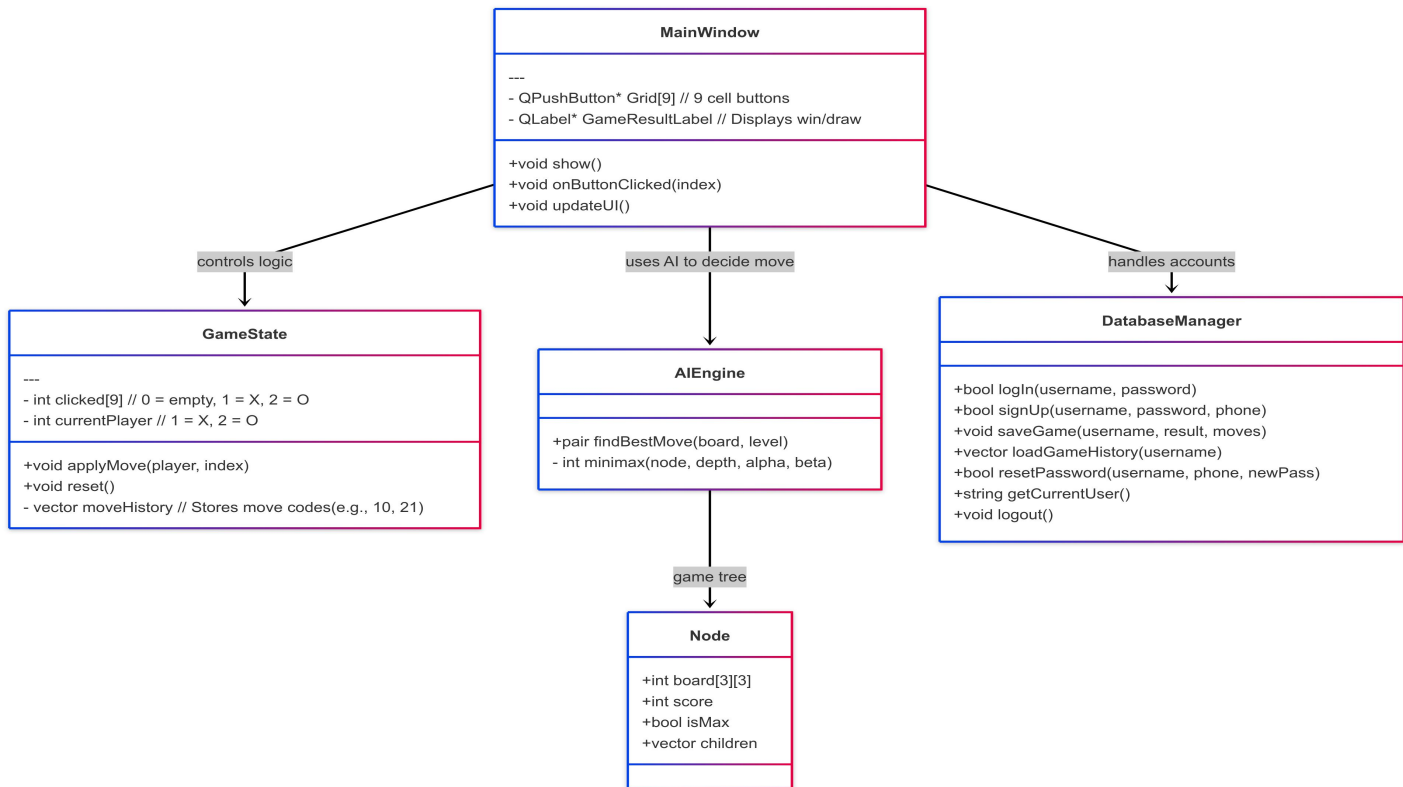 MainWindow
---
- QPushButton* Grid[9] // 9 cell buttons
- QLabel* GameResultLabel // Displays win/draw
+void show()
+void onButtonClicked(index)
+void updateUI()
controls logic
uses AI to decide move
handles accounts
GameState
---
- int clicked[9] // 0 = empty, 1 = X, 2 = O
- int currentPlayer // 1 = X, 2 = O
+void applyMove(player, index)
+void reset()
- vector moveHistory // Stores move codes(e.g., 10, 21)
AIEngine
+pair findBestMove(board, level)
- int minimax(node, depth, alpha, beta)
DatabaseManager
+bool logIn(username, password)
+bool signUp(username, password, phone)
+void saveGame(username, result, moves)
+vector loadGameHistory(username)
+bool resetPassword(username, phone, newPass)
+string getCurrentUser()
+void logout()
game tree
Node
+int board[3][3]
+int score
+bool isMax
+vector children